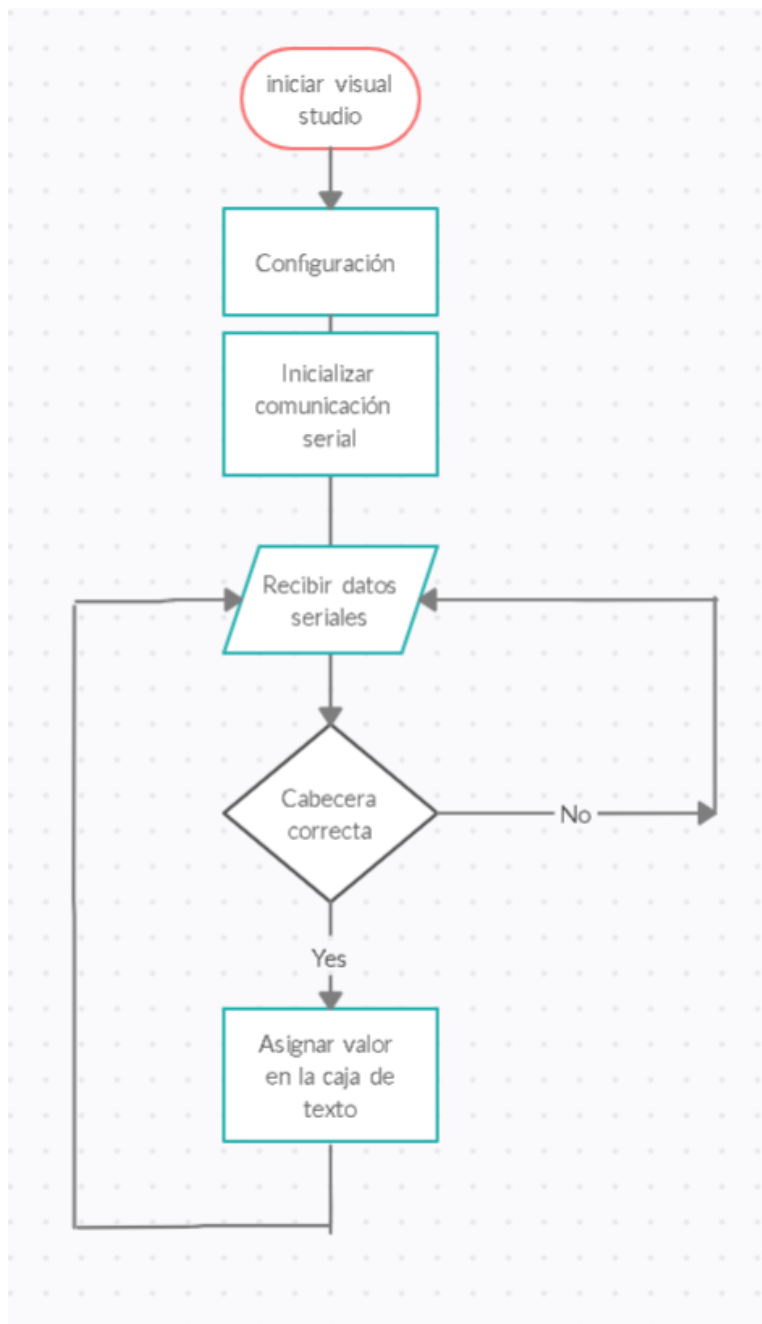 iniciar visual
studio
Configuración
Inicializar
comunicación
serial
Recibir datos
seriales
Cabecera
correcta
No
Yes
Asignar valor
en la caja de
texto